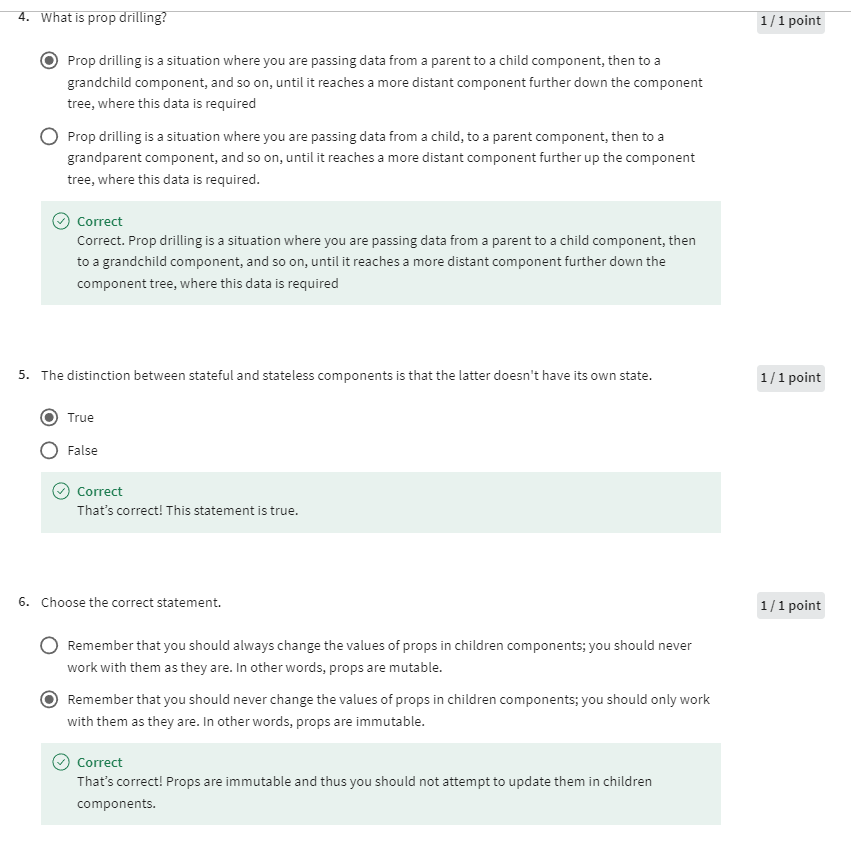 4. What is prop drilling?
1 / 1 point
Prop drilling is a situation where you are passing data from a parent to a child component, then to a
grandchild component, and so on, until it reaches a more distant component further down the component
tree, where this data is required
Prop drilling is a situation where you are passing data from a child, to a parent component, then to a
grandparent component, and so on, until it reaches a more distant component further up the component
tree, where this data is required.
Correct
Correct. Prop drilling is a situation where you are passing data from a parent to a child component, then
to a grandchild component, and so on, until it reaches a more distant component further down the
component tree, where this data is required
5. The distinction between stateful and stateless components is that the latter doesn't have its own state.
1 / 1 point
True
False
Correct
That's correct! This statement is true.
6. Choose the correct statement.
1 / 1 point
Remember that you should always change the values of props in children components; you should never
work with them as they are. In other words, props are mutable.
Remember that you should never change the values of props in children components; you should only work
with them as they are. In other words, props are immutable.
Correct
That's correct! Props are immutable and thus you should not attempt to update them in children
components.